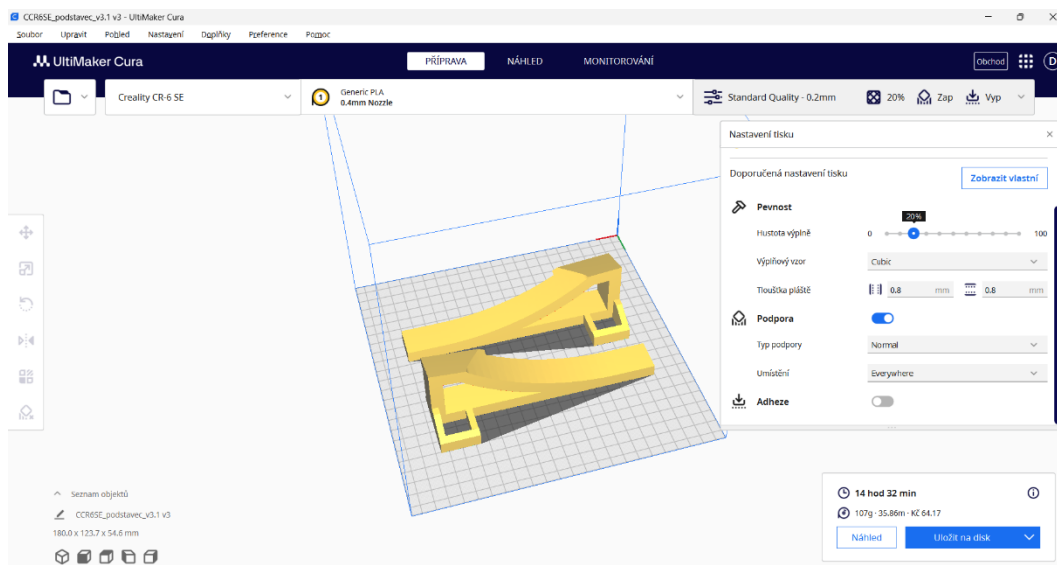 CCR6SE_podstavec_v3.1 v3 - UltiMaker Cura
Soubor Upravit Pohled Nastavení Doplňky Preference Pomoc
UltiMaker Cura PŘÍPRAVA NÁHLED MONITOROVÁNÍ Obchod D
Creality CR-6 SE
1 Generic PLA
0.4mm Nozzle
Standard Quality - 0.2mm 20% Zap Vyp
Nastavení tisku
Doporučená nastavení tisku Zobrazit vlastní
Pevnost
20%
Hustota výplně 0 100
Výplňový vzor Cubic
Tloušťka pláště 0.8 mm 0.8 mm
Podpora
Typ podpory Normal
Umístění Everywhere
Adheze
Seznam objektů
CCR6SE_podstavec_v3.1 v3
180.0 x 123.7 x 54.6 mm
14 hod 32 min
107g · 35.86m · Kč 64.17
Náhled Uložit na disk